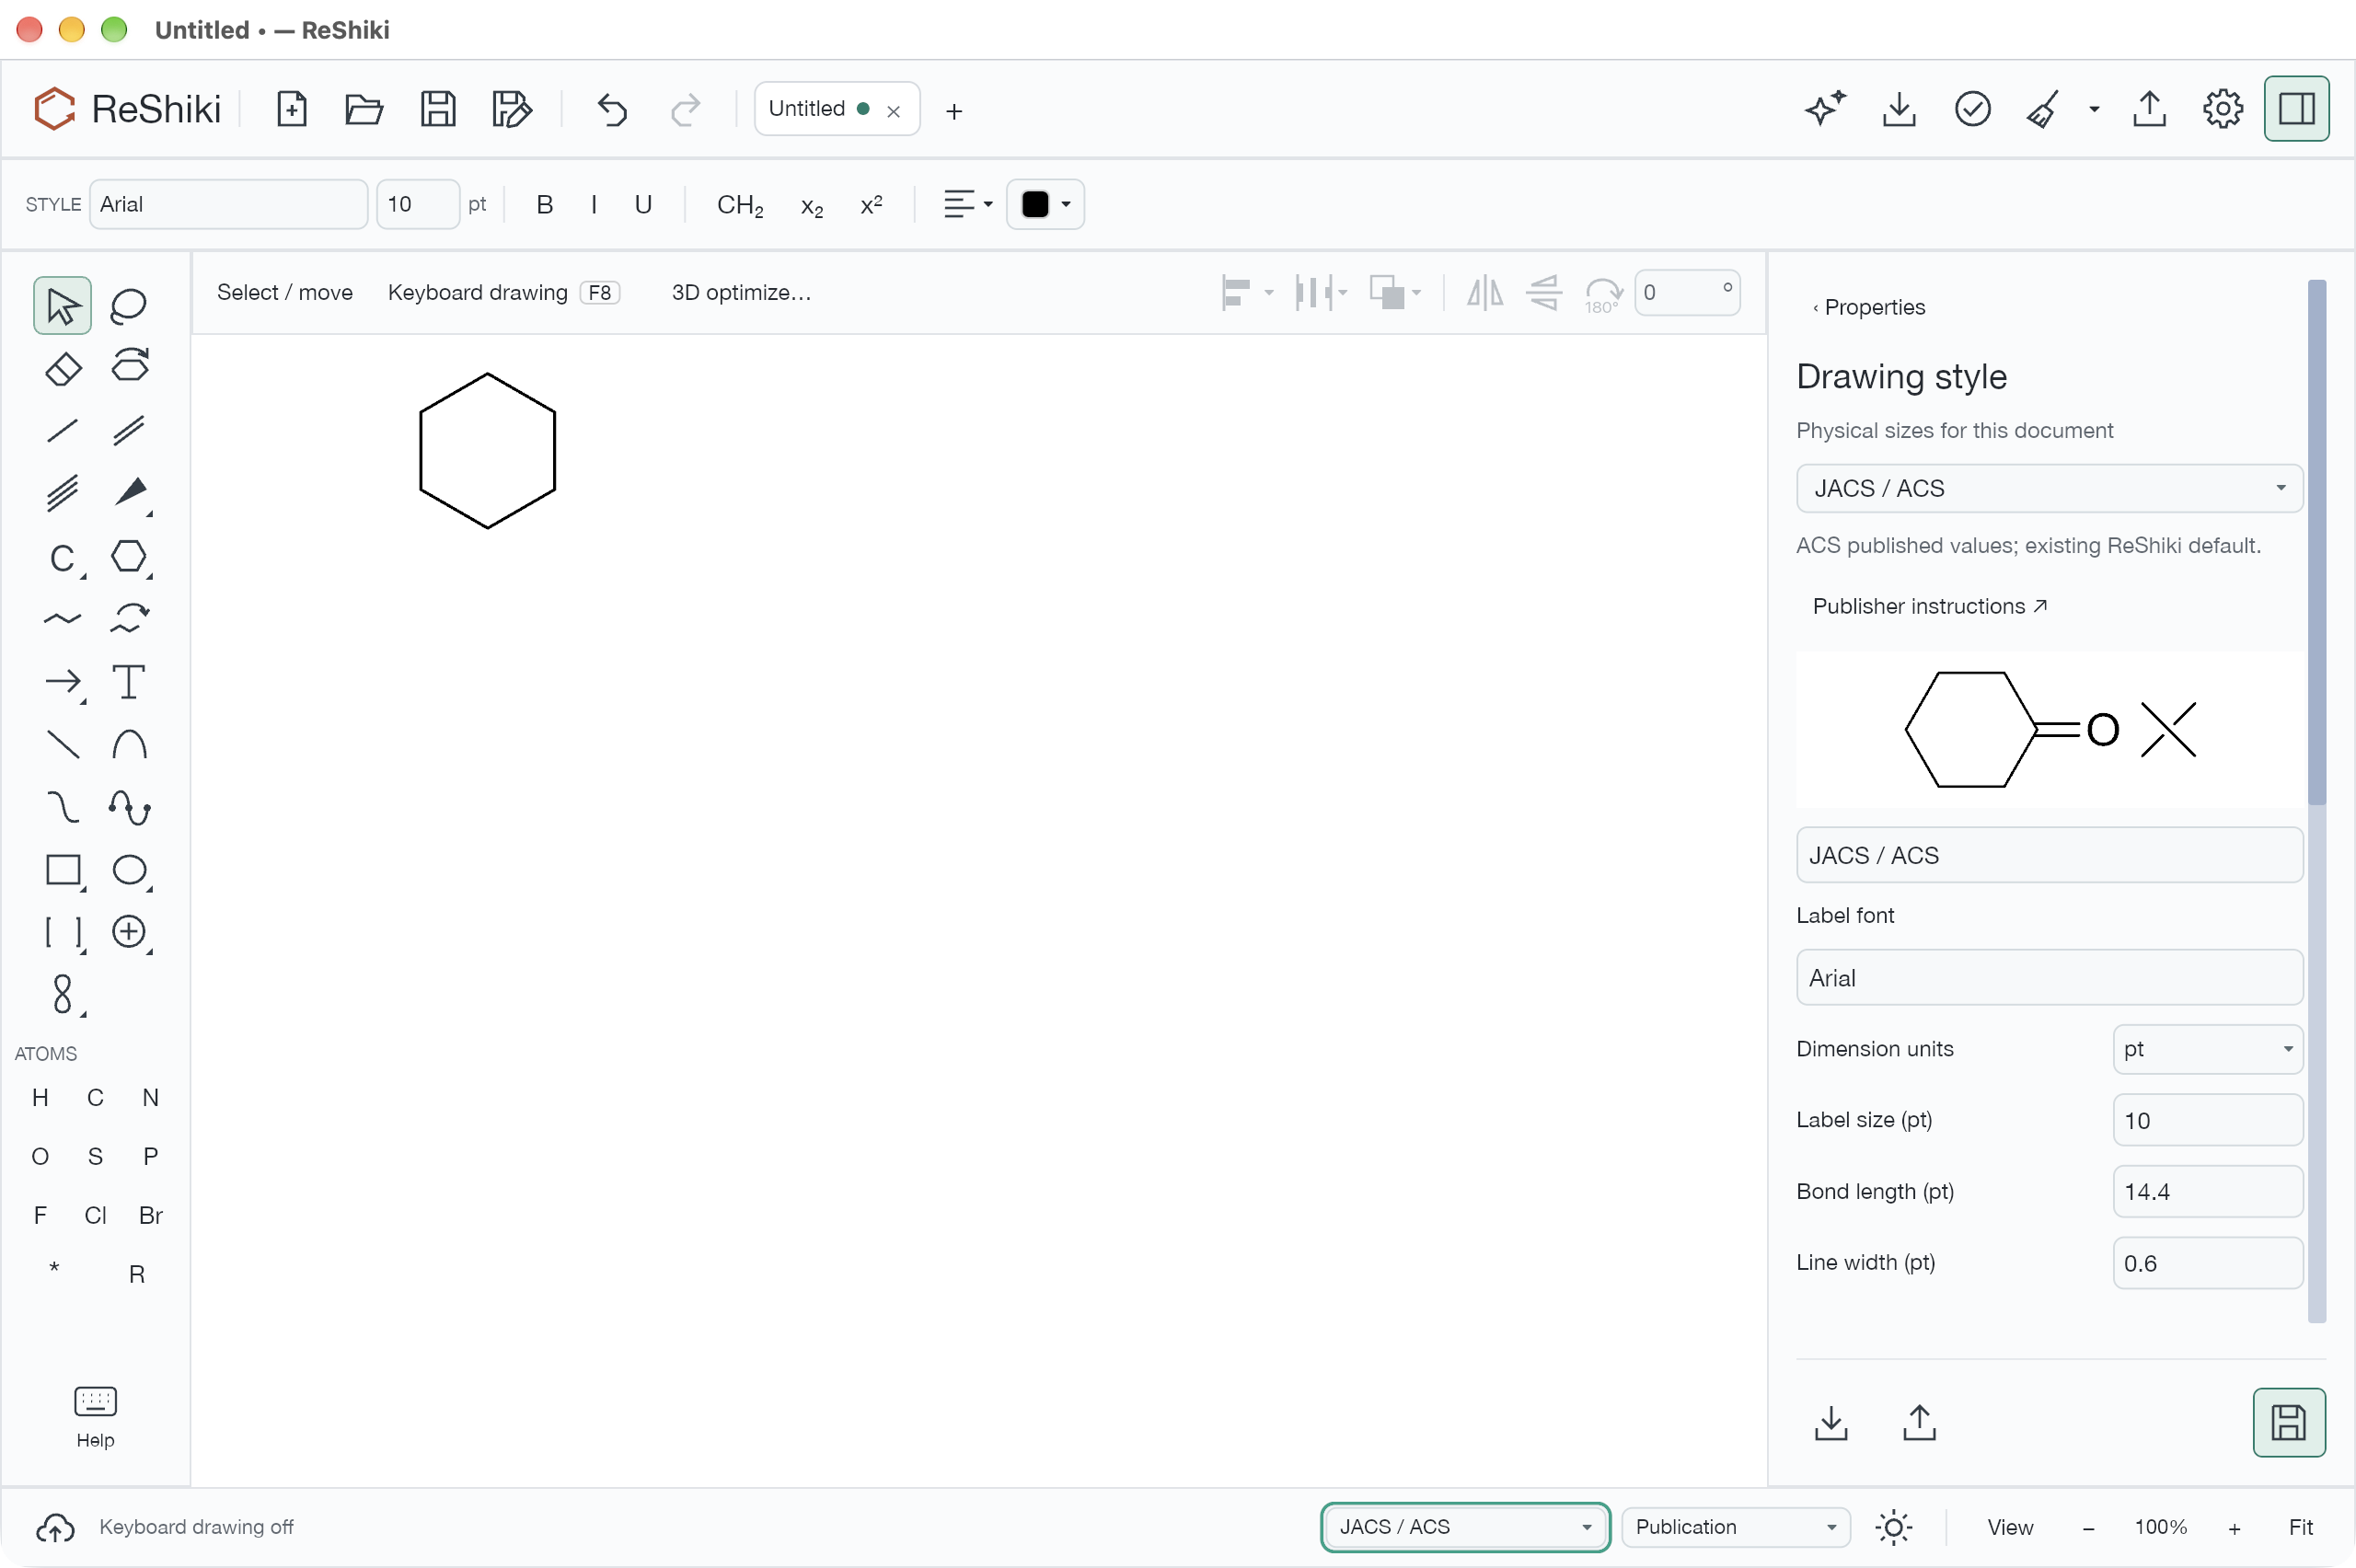 Untitled • — ReShiki
ReShiki
Untitled
STYLE Arial 10 pt B I U CH₂ x₂ x²
Select / move Keyboard drawing F8 3D optimize...
180° 0 °
‹ Properties
Drawing style
Physical sizes for this document
JACS / ACS
ACS published values; existing ReShiki default.
Publisher instructions ↗
O
JACS / ACS
Label font
Arial
Dimension units pt
Label size (pt) 10
Bond length (pt) 14.4
Line width (pt) 0.6
C
T
[ ]
ATOMS
H C N
O S P
F Cl Br
* R
Help
Keyboard drawing off
JACS / ACS Publication View − 100% + Fit